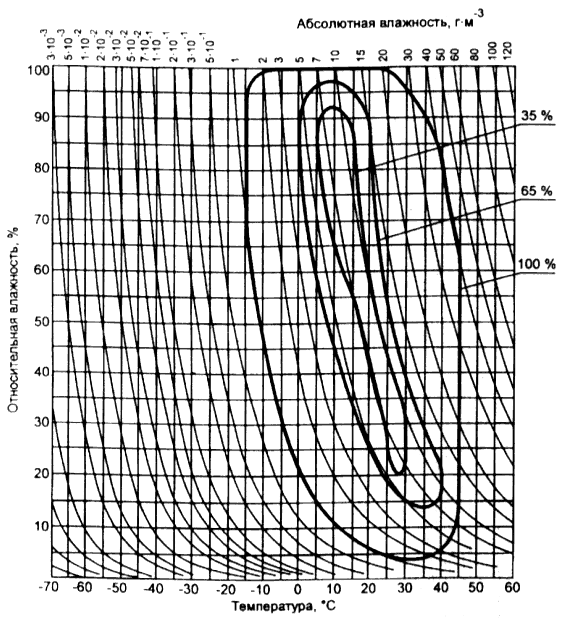 Абсолютная влажность, г·м⁻³
3·10⁻³ 5·10⁻³ 1·10⁻² 2·10⁻² 3·10⁻² 5·10⁻² 7·10⁻² 1·10⁻¹ 2·10⁻¹ 3·10⁻¹ 5·10⁻¹ 1 2 3 5 7 10 15 20 30 40 50 60 80 100 120
Относительная влажность, %
100
90
80
70
60
50
40
30
20
10
35 %
65 %
100 %
-70 -60 -50 -40 -30 -20 -10 0 10 20 30 40 50 60
Температура, °C